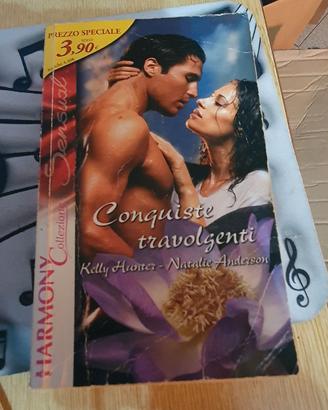 PREZZO SPECIALE
3,90€
HARMONY
Collezione Sensual
Conquiste
travolgenti
Kelly Hunter - Natalie Anderson